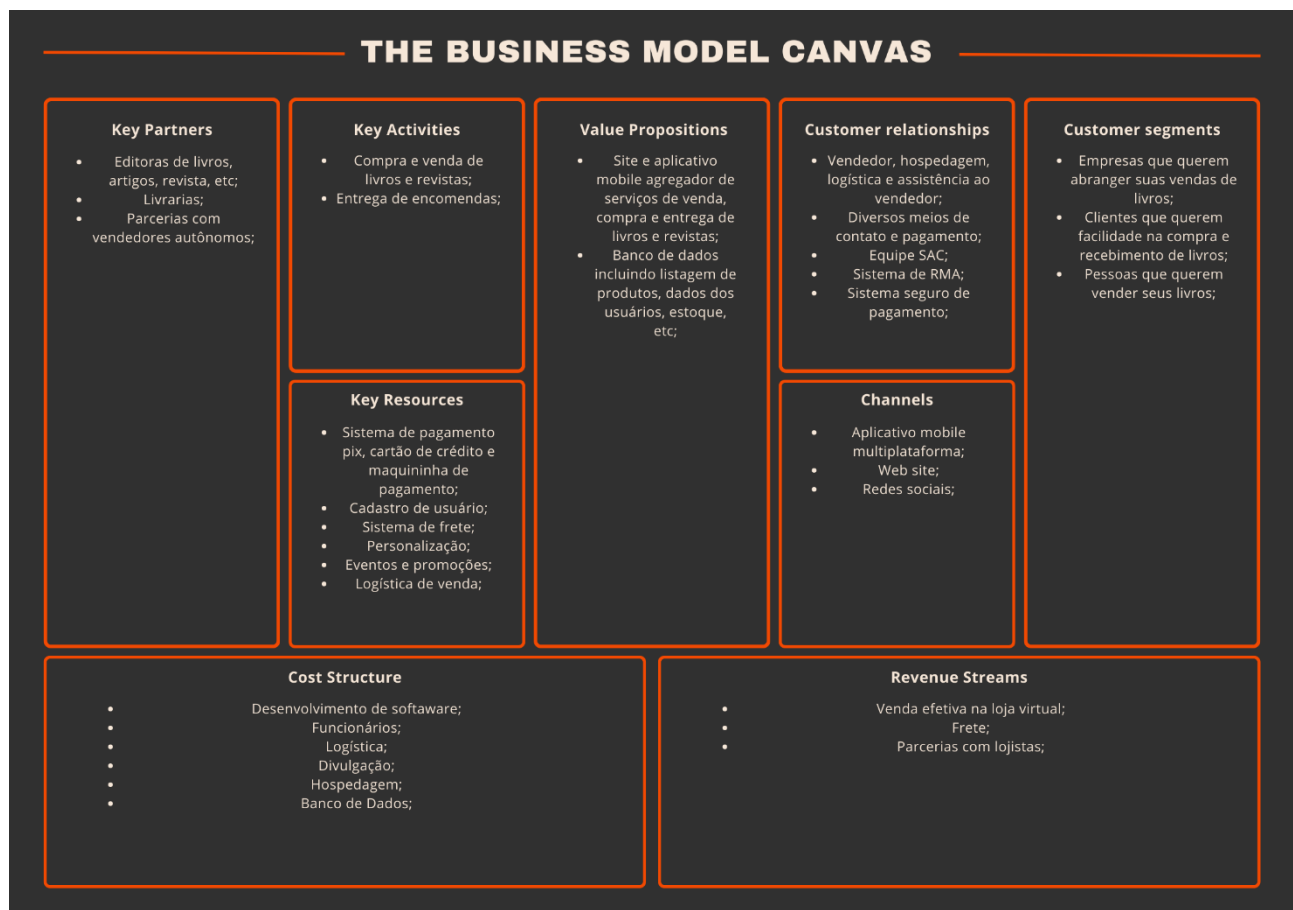 THE BUSINESS MODEL CANVAS
Key Partners
• Editoras de livros,
artigos, revista, etc;
• Livrarias;
• Parcerias com
vendedores autônomos;
Key Activities
• Compra e venda de
livros e revistas;
• Entrega de encomendas;
Key Resources
• Sistema de pagamento
pix, cartão de crédito e
maquininha de
pagamento;
• Cadastro de usuário;
• Sistema de frete;
• Personalização;
• Eventos e promoções;
• Logística de venda;
Value Propositions
• Site e aplicativo
mobile agregador de
serviços de venda,
compra e entrega de
livros e revistas;
• Banco de dados
incluindo listagem de
produtos, dados dos
usuários, estoque,
etc;
Customer relationships
• Vendedor, hospedagem,
logística e assistência ao
vendedor;
• Diversos meios de
contato e pagamento;
• Equipe SAC;
• Sistema de RMA;
• Sistema seguro de
pagamento;
Channels
• Aplicativo mobile
multiplataforma;
• Web site;
• Redes sociais;
Customer segments
• Empresas que querem
abranger suas vendas de
livros;
• Clientes que querem
facilidade na compra e
recebimento de livros;
• Pessoas que querem
vender seus livros;
Cost Structure
• Desenvolvimento de softaware;
• Funcionários;
• Logística;
• Divulgação;
• Hospedagem;
• Banco de Dados;
Revenue Streams
• Venda efetiva na loja virtual;
• Frete;
• Parcerias com lojistas;